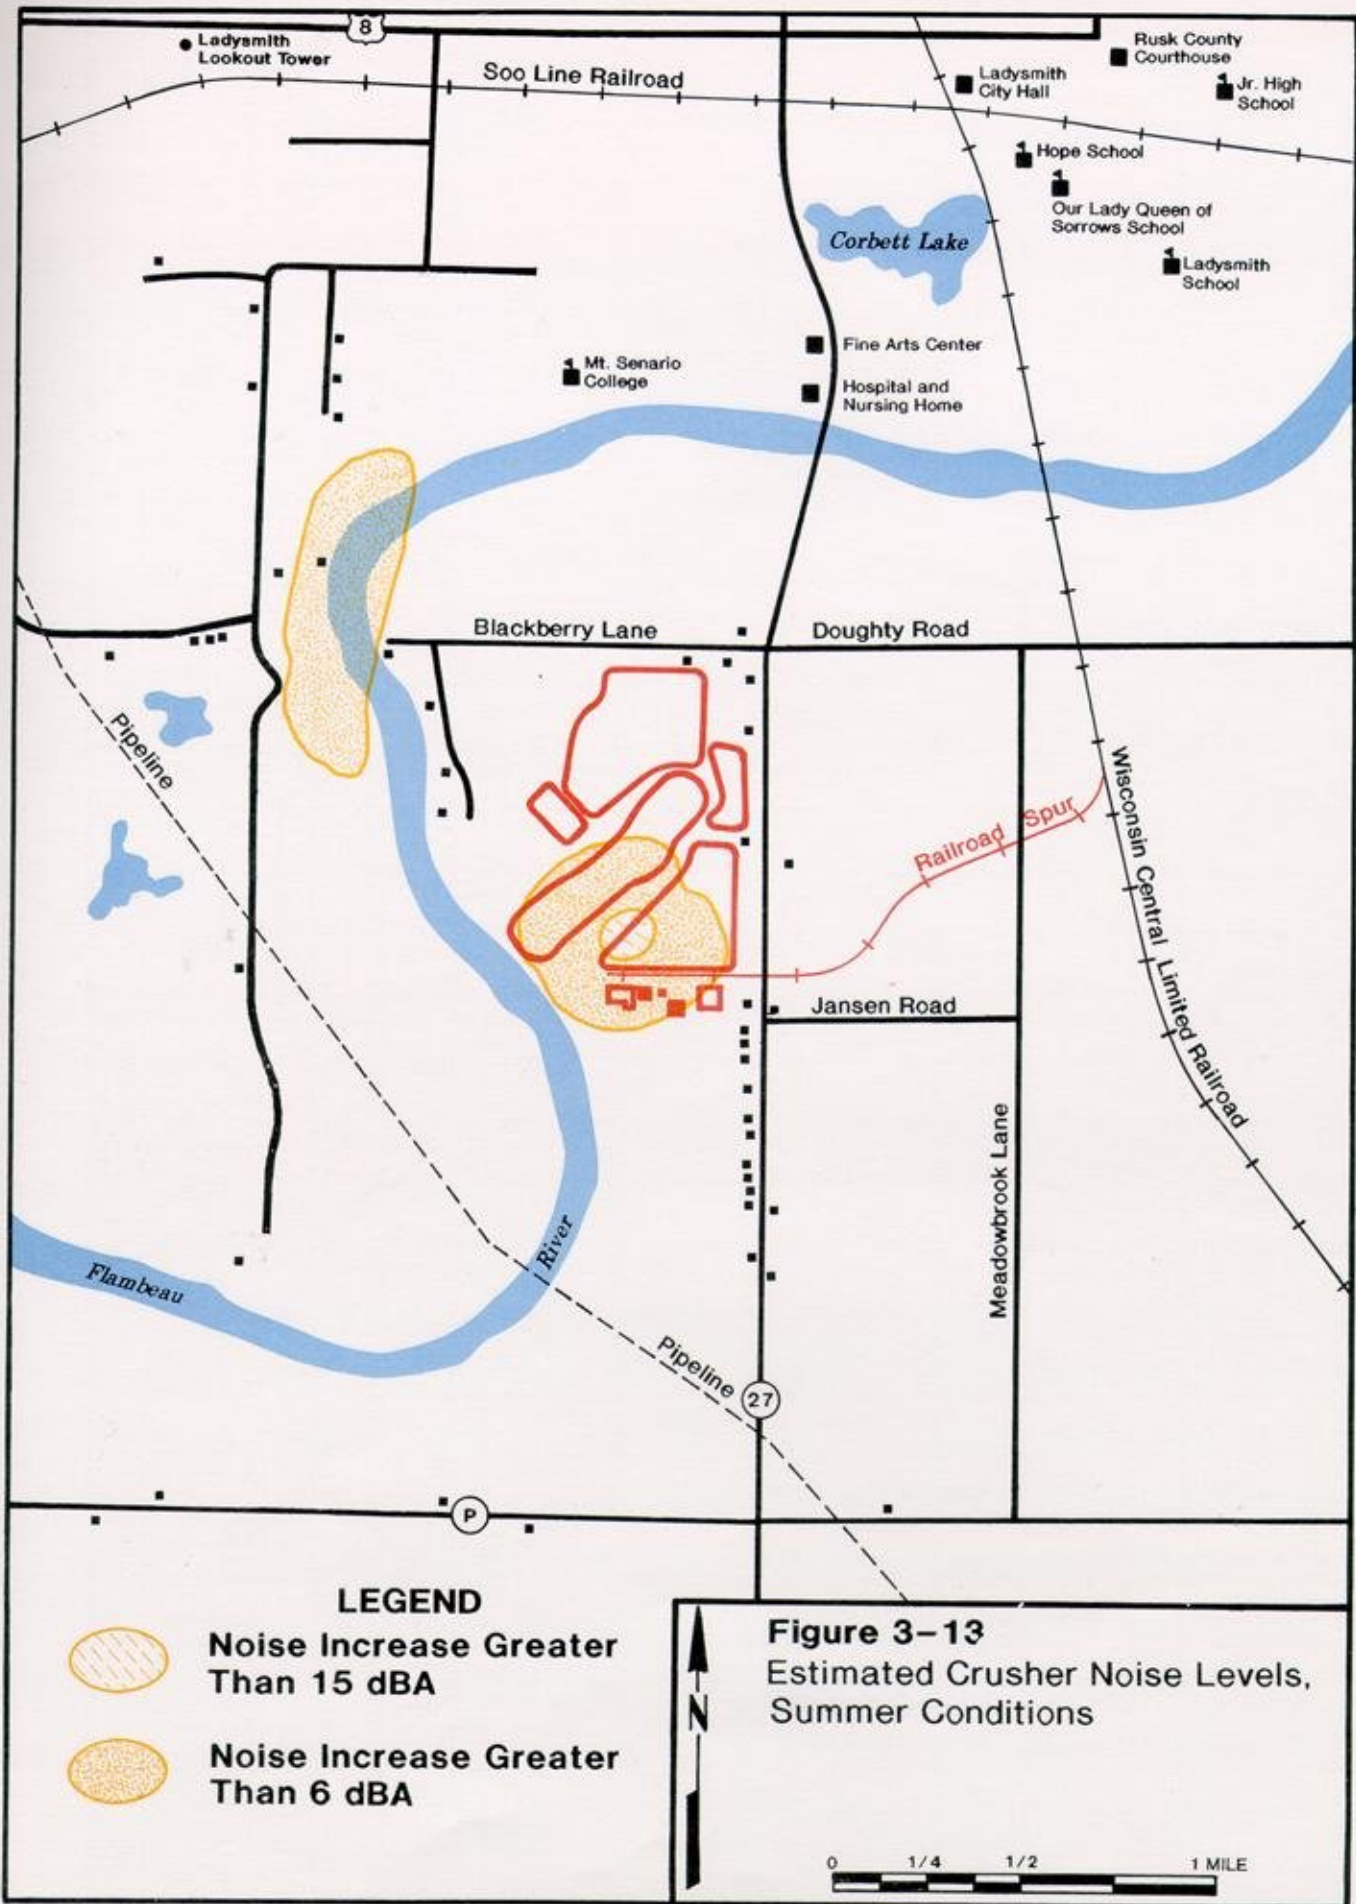 8
Ladysmith
Lookout Tower
Soo Line Railroad
Rusk County
Courthouse
Ladysmith
City Hall
Jr. High
School
Hope School
Our Lady Queen of
Sorrows School
Corbett Lake
Ladysmith
School
Fine Arts Center
Mt. Senario
College
Hospital and
Nursing Home
Blackberry Lane
Doughty Road
Pipeline
Railroad Spur
Wisconsin Central Limited Railroad
Jansen Road
Meadowbrook Lane
River
Flambeau
Pipeline
27
P
LEGEND
Noise Increase Greater
Than 15 dBA
Noise Increase Greater
Than 6 dBA
N
Figure 3-13
Estimated Crusher Noise Levels,
Summer Conditions
0 1/4 1/2 1 MILE